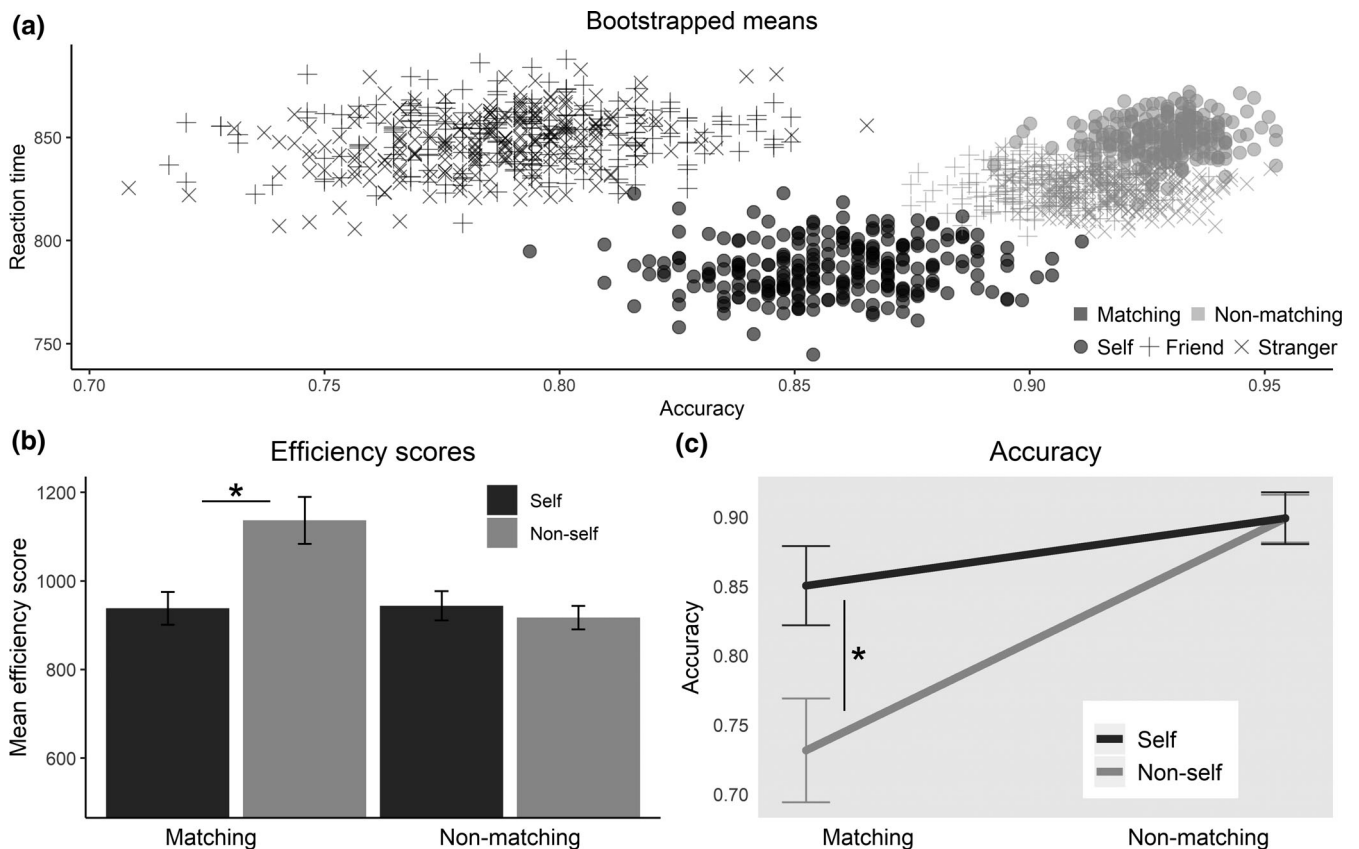 (a)
Bootstrapped means
Reaction time
850
800
750
Matching Non-matching
Self Friend Stranger
0.70 0.75 0.80 0.85 0.90 0.95
Accuracy
(b)
Efficiency scores
Mean efficiency score
1200
1000
800
600
*
Self
Non-self
Matching Non-matching
(c)
Accuracy
Accuracy
0.90
0.85
0.80
0.75
0.70
*
Self
Non-self
Matching Non-matching